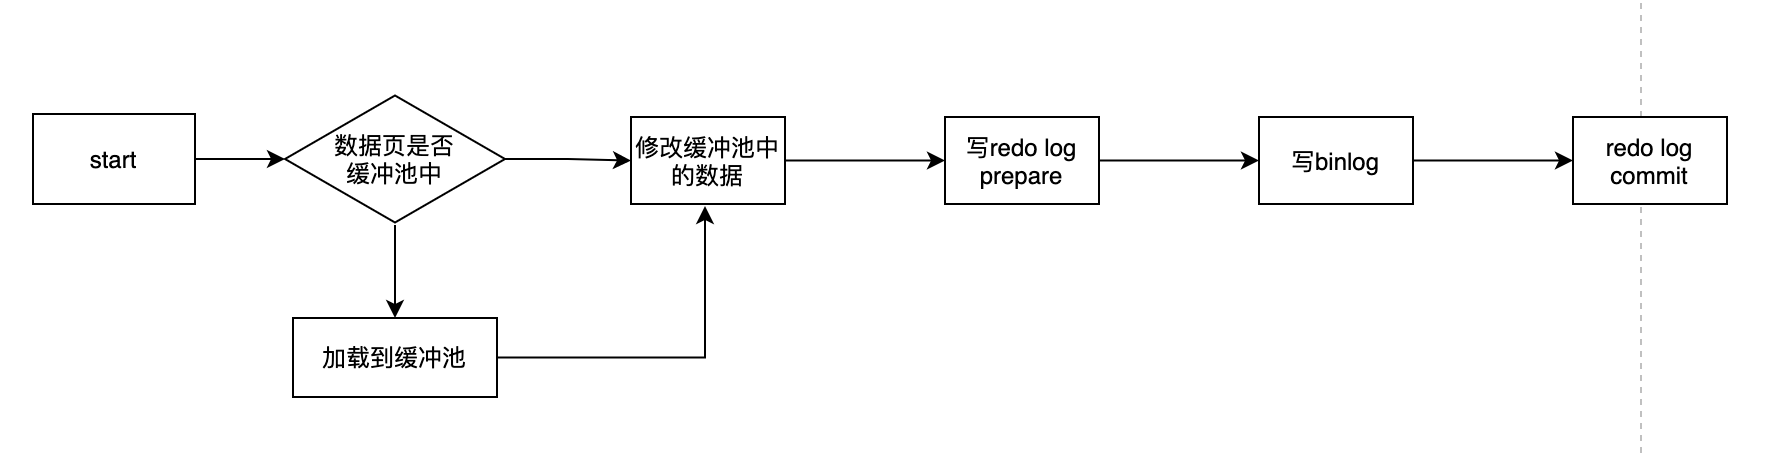 start
数据页是否
缓冲池中
修改缓冲池中
的数据
写redo log
prepare
写binlog
redo log
commit
加载到缓冲池